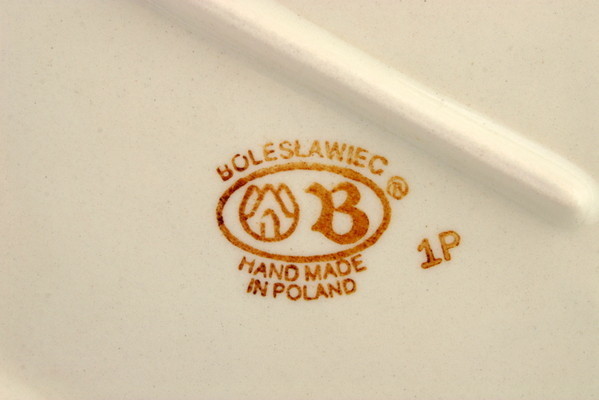 BOLESŁAWIEC
®
B
HAND MADE
IN POLAND
1P